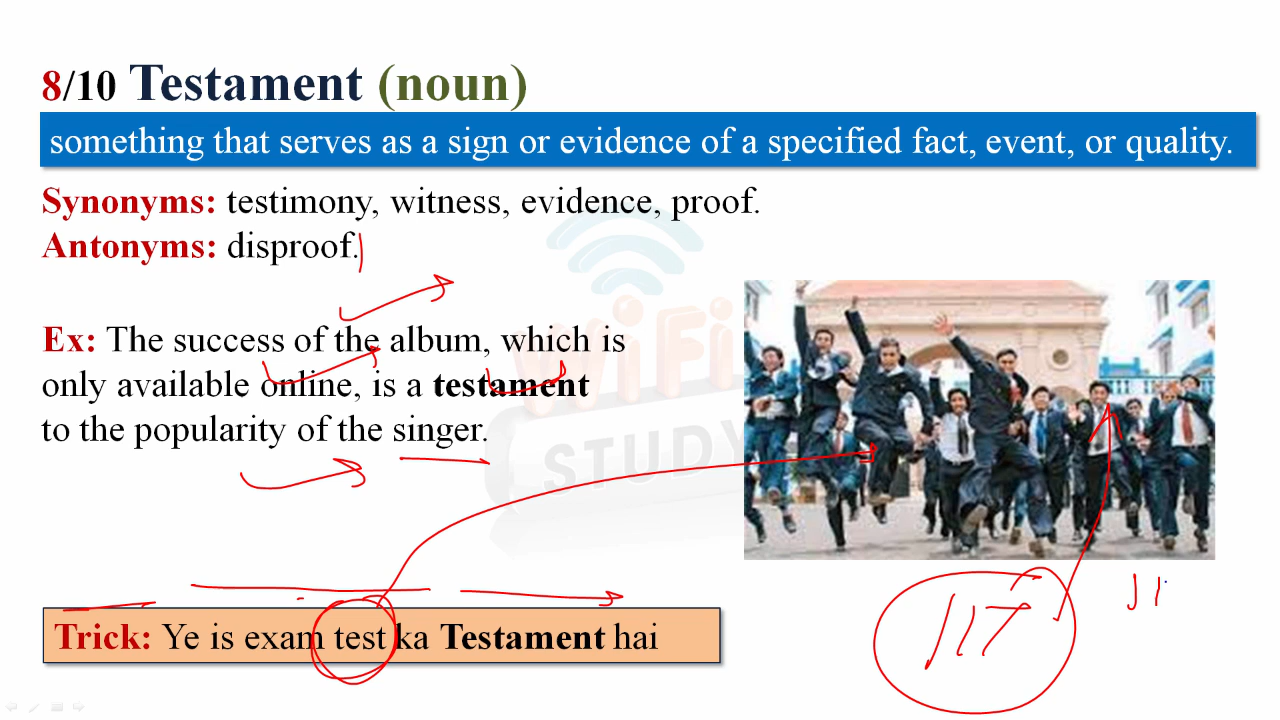 8/10 Testament (noun)
something that serves as a sign or evidence of a specified fact, event, or quality.
Synonyms: testimony, witness, evidence, proof.
Antonyms: disproof.
Ex: The success of the album, which is
only available online, is a testament
to the popularity of the singer.
WiFi
STUDY
Trick: Ye is exam test ka Testament hai